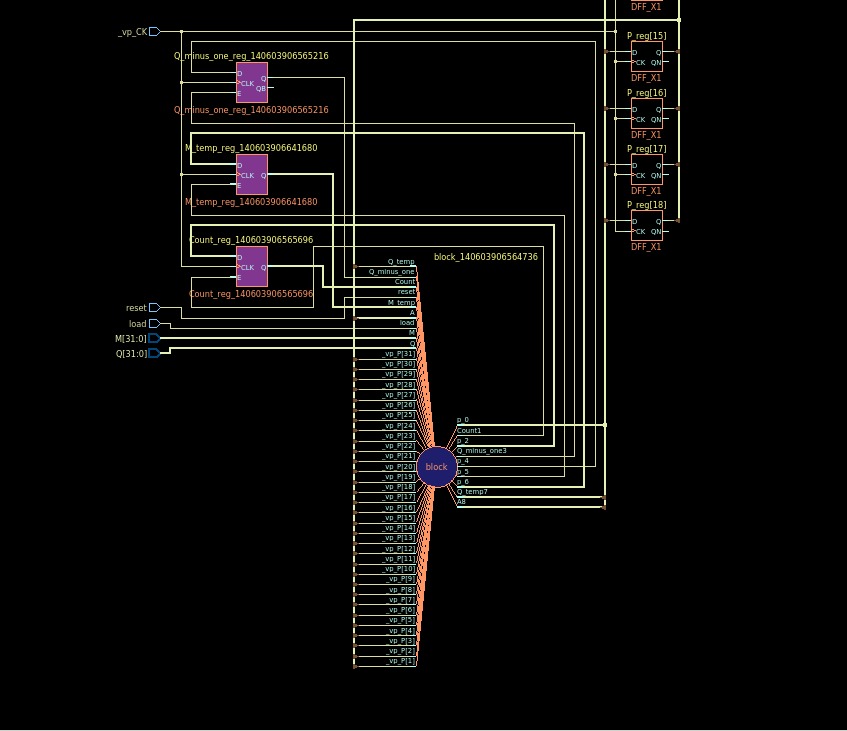 DFF_X1
_vp_CK
P_reg[15]
D Q
CK QN
DFF_X1
Q_minus_one_reg_140603906565216
D Q
CLK QB
E
Q_minus_one_reg_140603906565216
P_reg[16]
D Q
CK QN
DFF_X1
M_temp_reg_140603906641680
D
CLK Q
E
M_temp_reg_140603906641680
P_reg[17]
D Q
CK QN
DFF_X1
P_reg[18]
D Q
CK QN
DFF_X1
Count_reg_140603906565696
D
CLK Q
E
Count_reg_140603906565696
block_140603906564736
reset
load
M[31:0]
Q[31:0]
Q_temp
Q_minus_one
Count
reset
M_temp
A
load
M
Q
_vp_P[31]
_vp_P[30]
_vp_P[29]
_vp_P[28]
_vp_P[27]
_vp_P[26]
_vp_P[25]
_vp_P[24]
_vp_P[23]
_vp_P[22]
_vp_P[21]
_vp_P[20]
_vp_P[19]
_vp_P[18]
_vp_P[17]
_vp_P[16]
_vp_P[15]
_vp_P[14]
_vp_P[13]
_vp_P[12]
_vp_P[11]
_vp_P[10]
_vp_P[9]
_vp_P[8]
_vp_P[7]
_vp_P[6]
_vp_P[5]
_vp_P[4]
_vp_P[3]
_vp_P[2]
_vp_P[1]
block
p_0
Count1
p_2
Q_minus_one3
p_4
p_5
p_6
Q_temp7
A8